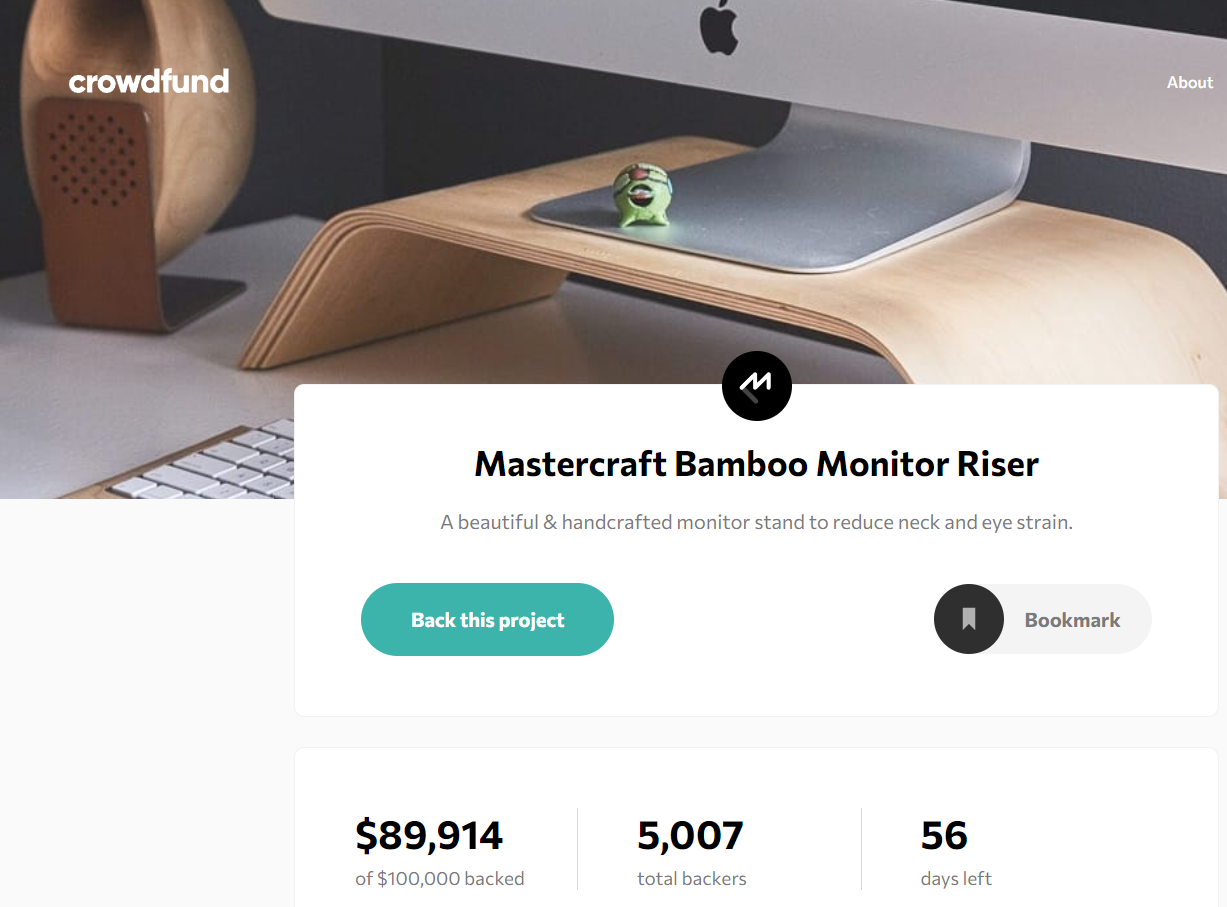 crowdfund
About
Mastercraft Bamboo Monitor Riser
A beautiful & handcrafted monitor stand to reduce neck and eye strain.
Back this project
Bookmark
$89,914
5,007
56
of $100,000 backed
total backers
days left